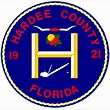 HARDEE COUNTY
19 21
H
FLORIDA